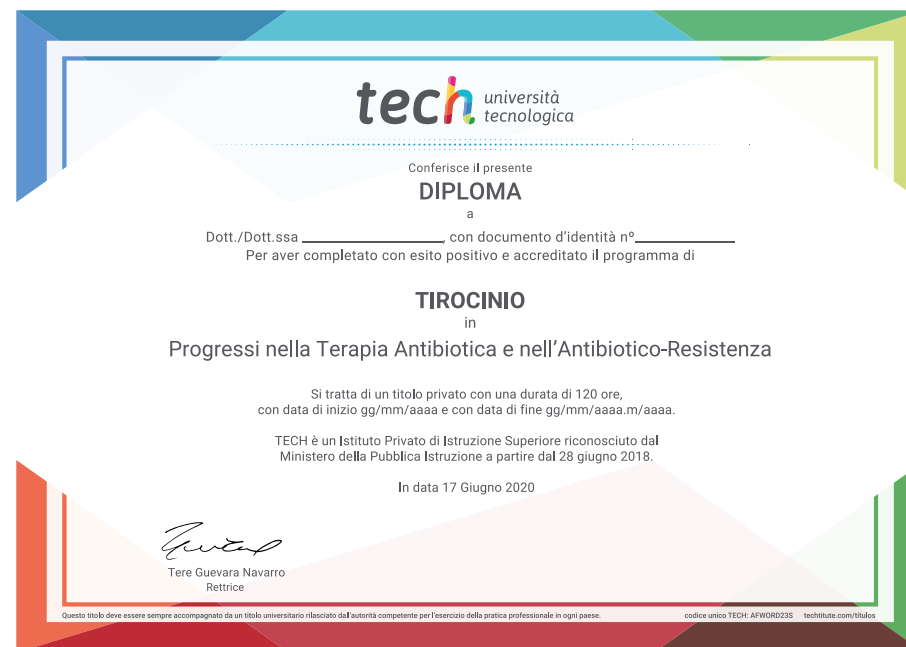 tech università
tecnologica
Conferisce il presente
DIPLOMA
a
Dott./Dott.ssa ____________________, con documento d'identità nº______________
Per aver completato con esito positivo e accreditato il programma di
TIROCINIO
in
Progressi nella Terapia Antibiotica e nell'Antibiotico-Resistenza
Si tratta di un titolo privato con una durata di 120 ore,
con data di inizio gg/mm/aaaa e con data di fine gg/mm/aaaa.m/aaaa.
TECH è un Istituto Privato di Istruzione Superiore riconosciuto dal
Ministero della Pubblica Istruzione a partire dal 28 giugno 2018.
In data 17 Giugno 2020
Tere Guevara Navarro
Rettrice
Questo titolo deve essere sempre accompagnato da un titolo universitario rilasciato dall'autorità competente per l'esercizio della pratica professionale in ogni paese. codice unico TECH: AFWORD23S techtitute.com/titulos